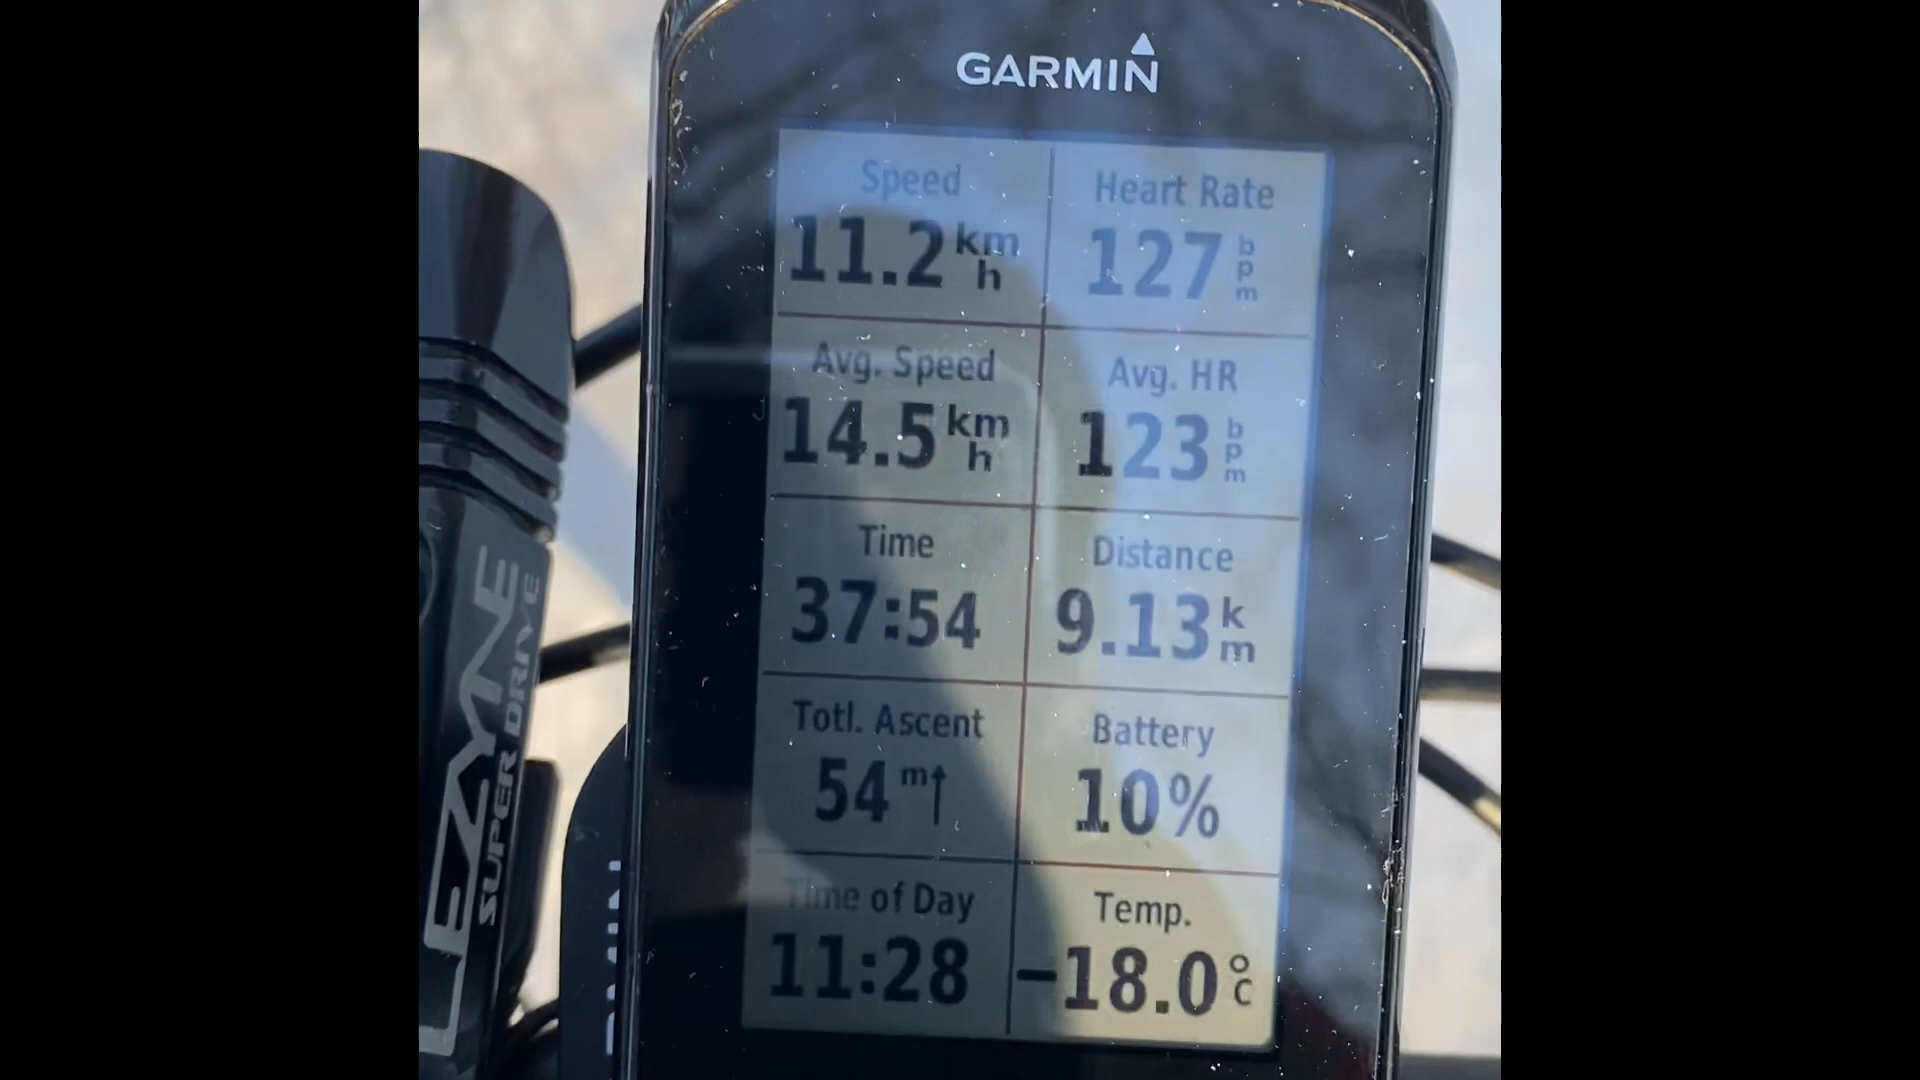 GARMIN
Speed
11.2 km h
Heart Rate
127 bpm
Avg. Speed
14.5 km h
Avg. HR
123 bpm
Time
37:54
Distance
9.13 km
Totl. Ascent
54 m↑
Battery
10%
Time of Day
11:28
Temp.
-18.0°C
LEZYNE
SUPER DRIVE